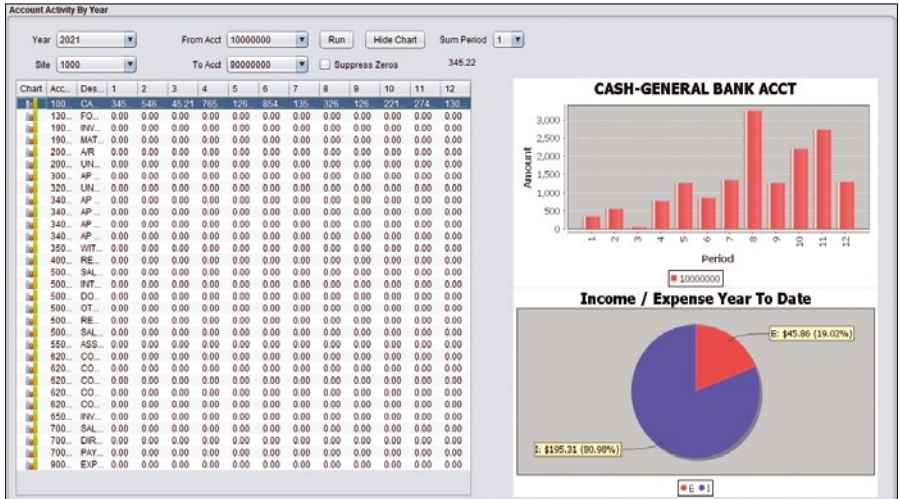 Account Activity By Year
Year 2021 From Acct 10000000 Run Hide Chart Sum Period 1
Site 1000 To Acct 90000000 Suppress Zeros 345.22
Chart Acc... Des... 1 2 3 4 5 6 7 8 9 10 11 12
100... CA... 345... 546... 45.21 765... 126... 854... 135... 326... 126... 221... 274... 130...
130... FO... 0.00 0.00 0.00 0.00 0.00 0.00 0.00 0.00 0.00 0.00 0.00 0.00
190... INV... 0.00 0.00 0.00 0.00 0.00 0.00 0.00 0.00 0.00 0.00 0.00 0.00
190... MAT... 0.00 0.00 0.00 0.00 0.00 0.00 0.00 0.00 0.00 0.00 0.00 0.00
200... A/R 0.00 0.00 0.00 0.00 0.00 0.00 0.00 0.00 0.00 0.00 0.00 0.00
200... UN... 0.00 0.00 0.00 0.00 0.00 0.00 0.00 0.00 0.00 0.00 0.00 0.00
300... AP ... 0.00 0.00 0.00 0.00 0.00 0.00 0.00 0.00 0.00 0.00 0.00 0.00
320... UN... 0.00 0.00 0.00 0.00 0.00 0.00 0.00 0.00 0.00 0.00 0.00 0.00
340... AP ... 0.00 0.00 0.00 0.00 0.00 0.00 0.00 0.00 0.00 0.00 0.00 0.00
340... AP ... 0.00 0.00 0.00 0.00 0.00 0.00 0.00 0.00 0.00 0.00 0.00 0.00
340... AP ... 0.00 0.00 0.00 0.00 0.00 0.00 0.00 0.00 0.00 0.00 0.00 0.00
340... AP ... 0.00 0.00 0.00 0.00 0.00 0.00 0.00 0.00 0.00 0.00 0.00 0.00
350... WIT... 0.00 0.00 0.00 0.00 0.00 0.00 0.00 0.00 0.00 0.00 0.00 0.00
400... RE... 0.00 0.00 0.00 0.00 0.00 0.00 0.00 0.00 0.00 0.00 0.00 0.00
500... SAL... 0.00 0.00 0.00 0.00 0.00 0.00 0.00 0.00 0.00 0.00 0.00 0.00
500... INT... 0.00 0.00 0.00 0.00 0.00 0.00 0.00 0.00 0.00 0.00 0.00 0.00
500... DO... 0.00 0.00 0.00 0.00 0.00 0.00 0.00 0.00 0.00 0.00 0.00 0.00
500... OT... 0.00 0.00 0.00 0.00 0.00 0.00 0.00 0.00 0.00 0.00 0.00 0.00
500... RE... 0.00 0.00 0.00 0.00 0.00 0.00 0.00 0.00 0.00 0.00 0.00 0.00
500... SAL... 0.00 0.00 0.00 0.00 0.00 0.00 0.00 0.00 0.00 0.00 0.00 0.00
550... ASS... 0.00 0.00 0.00 0.00 0.00 0.00 0.00 0.00 0.00 0.00 0.00 0.00
620... CO... 0.00 0.00 0.00 0.00 0.00 0.00 0.00 0.00 0.00 0.00 0.00 0.00
620... CO... 0.00 0.00 0.00 0.00 0.00 0.00 0.00 0.00 0.00 0.00 0.00 0.00
620... CO... 0.00 0.00 0.00 0.00 0.00 0.00 0.00 0.00 0.00 0.00 0.00 0.00
620... CO... 0.00 0.00 0.00 0.00 0.00 0.00 0.00 0.00 0.00 0.00 0.00 0.00
620... CO... 0.00 0.00 0.00 0.00 0.00 0.00 0.00 0.00 0.00 0.00 0.00 0.00
650... INV... 0.00 0.00 0.00 0.00 0.00 0.00 0.00 0.00 0.00 0.00 0.00 0.00
700... SAL... 0.00 0.00 0.00 0.00 0.00 0.00 0.00 0.00 0.00 0.00 0.00 0.00
700... DIR... 0.00 0.00 0.00 0.00 0.00 0.00 0.00 0.00 0.00 0.00 0.00 0.00
700... PAY... 0.00 0.00 0.00 0.00 0.00 0.00 0.00 0.00 0.00 0.00 0.00 0.00
900... EXP... 0.00 0.00 0.00 0.00 0.00 0.00 0.00 0.00 0.00 0.00 0.00 0.00
CASH-GENERAL BANK ACCT
Amount
3,000
2,500
2,000
1,500
1,000
500
0
1 2 3 4 5 6 7 8 9 10 11 12
Period
10000000
Income / Expense Year To Date
E: $45.86 (19.02%)
I: $195.31 (80.98%)
E I